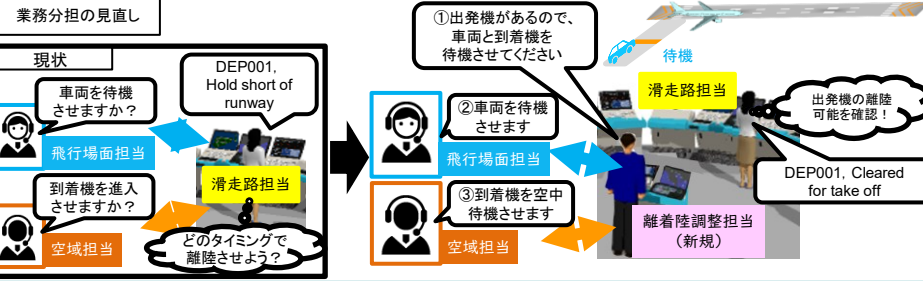 業務分担の見直し
現状
車両を待機
させますか？
飛行場面担当
到着機を進入
させますか？
空域担当
DEP001,
Hold short of
runway
滑走路担当
どのタイミングで
離陸させよう？
①出発機があるので、
車両と到着機を
待機させてください
②車両を待機
させます
飛行場面担当
③到着機を空中
待機させます
空域担当
待機
滑走路担当
出発機の離陸
可能を確認！
DEP001, Cleared
for take off
離着陸調整担当
（新規）